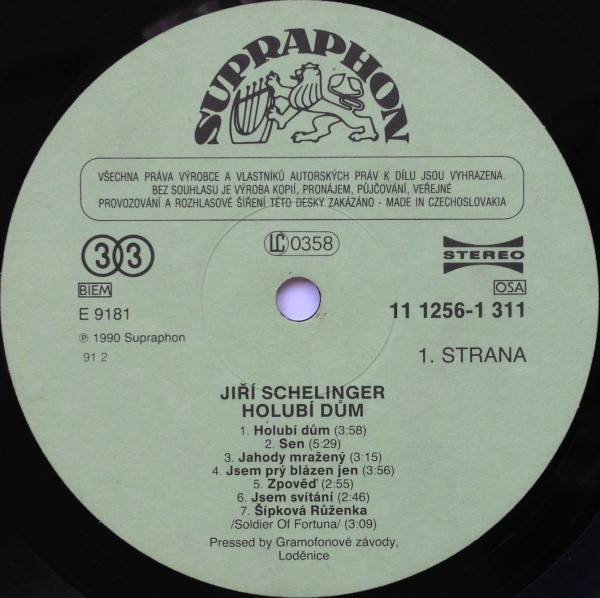 SUPRAPHON
VŠECHNA PRÁVA VÝROBCE A VLASTNÍKŮ AUTORSKÝCH PRÁV K DÍLU JSOU VYHRAZENA.
BEZ SOUHLASU JE VÝROBA KOPIÍ, PRONÁJEM, PŮJČOVÁNÍ, VEŘEJNÉ
PROVOZOVÁNÍ A ROZHLASOVÉ ŠÍŘENÍ TÉTO DESKY ZAKÁZÁNO - MADE IN CZECHOSLOVAKIA
33
LC 0358
STEREO
BIEM
OSA
E 9181
11 1256-1 311
℗ 1990 Supraphon
91 2
1. STRANA
JIŘÍ SCHELINGER
HOLUBÍ DŮM
1. Holubí dům (3:58)
2. Sen (5:29)
3. Jahody mražený (3:15)
4. Jsem prý blázen jen (3:56)
5. Zpověď (2:55)
6. Jsem svítání (2:46)
7. Šípková Růženka
/Soldier Of Fortuna/ (3:09)
Pressed by Gramofonové závody,
Loděnice